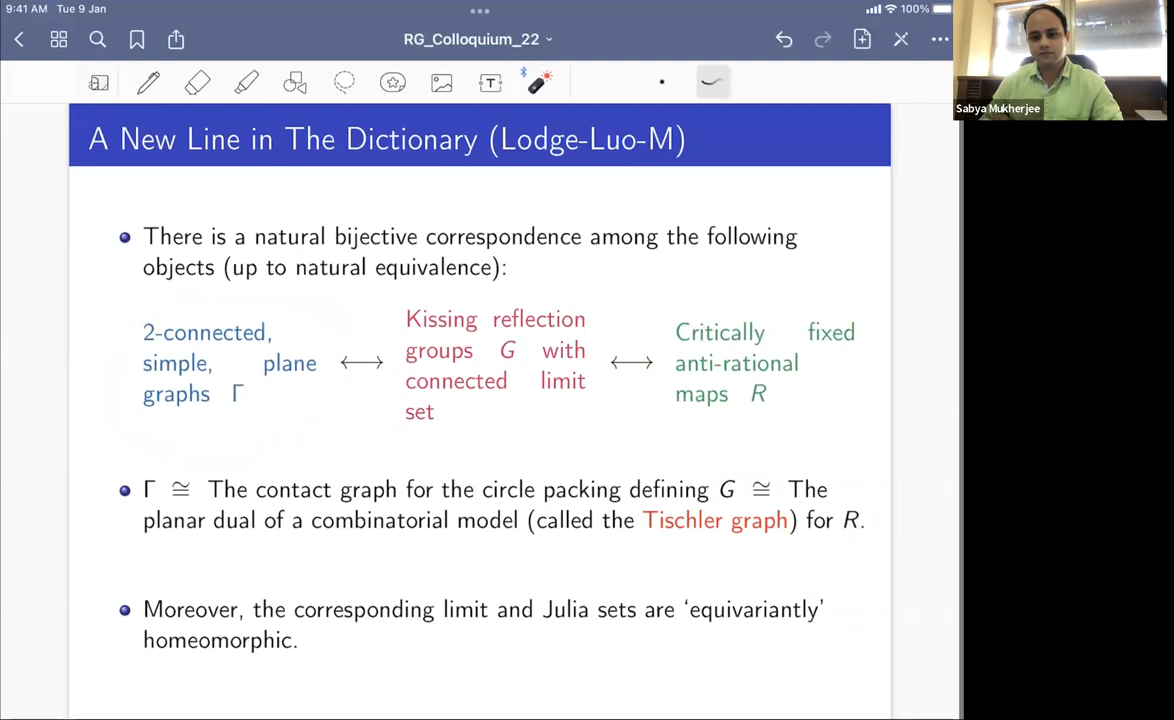 9:41 AM Tue 9 Jan
100%
RG_Colloquium_22
T
Sabya Mukherjee
A New Line in The Dictionary (Lodge-Luo-M)
There is a natural bijective correspondence among the following
objects (up to natural equivalence):
2-connected,
simple, plane
graphs Γ
⟷
Kissing reflection
groups G with
connected limit
set
⟷
Critically fixed
anti-rational
maps R
Γ ≅ The contact graph for the circle packing defining G ≅ The
planar dual of a combinatorial model (called the Tischler graph) for R.
Moreover, the corresponding limit and Julia sets are ‘equivariantly’
homeomorphic.